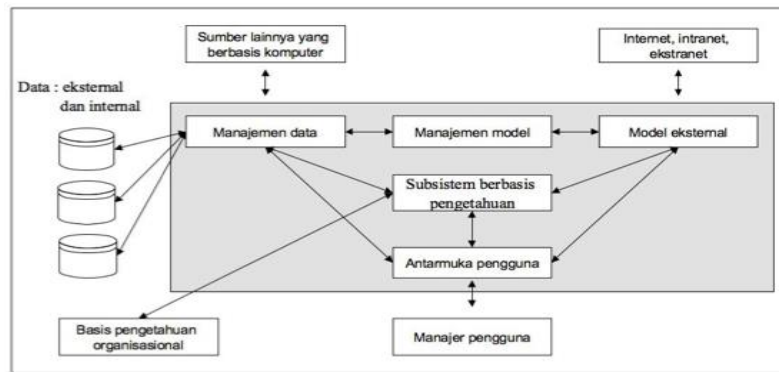 Sumber lainnya yang
berbasis komputer
Internet, intranet,
ekstranet
Data : eksternal
dan internal
Manajemen data
Manajemen model
Model eksternal
Subsistem berbasis
pengetahuan
Antarmuka pengguna
Basis pengetahuan
organisasional
Manajer pengguna